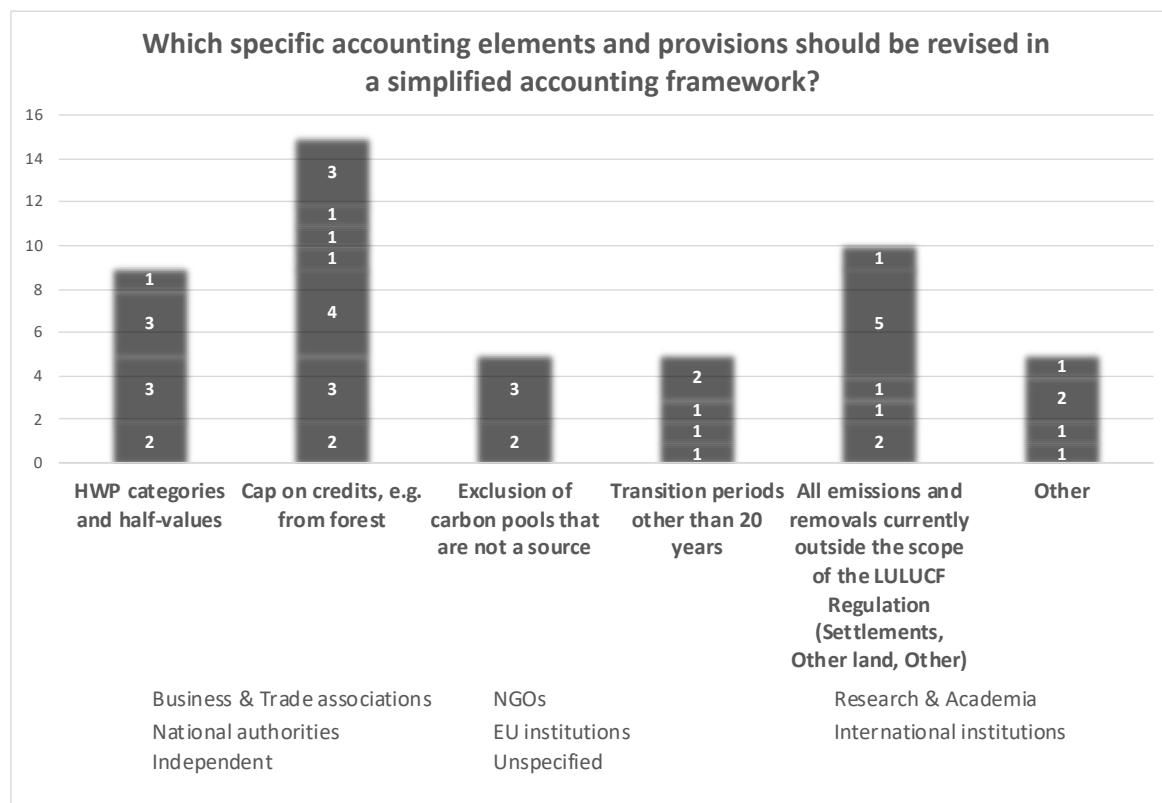 Which specific accounting elements and provisions should be revised in
a simplified accounting framework?
16
14
12
10
8
6
4
2
0
1
3
3
2
3
1
1
1
4
3
2
3
2
2
1
1
1
1
5
1
1
2
1
2
1
1
HWP categories
and half-values
Cap on credits, e.g.
from forest
Exclusion of
carbon pools that
are not a source
Transition periods
other than 20
years
All emissions and
removals currently
outside the scope
of the LULUCF
Regulation
(Settlements,
Other land, Other)
Other
Business & Trade associations
NGOs
Research & Academia
National authorities
EU institutions
International institutions
Independent
Unspecified